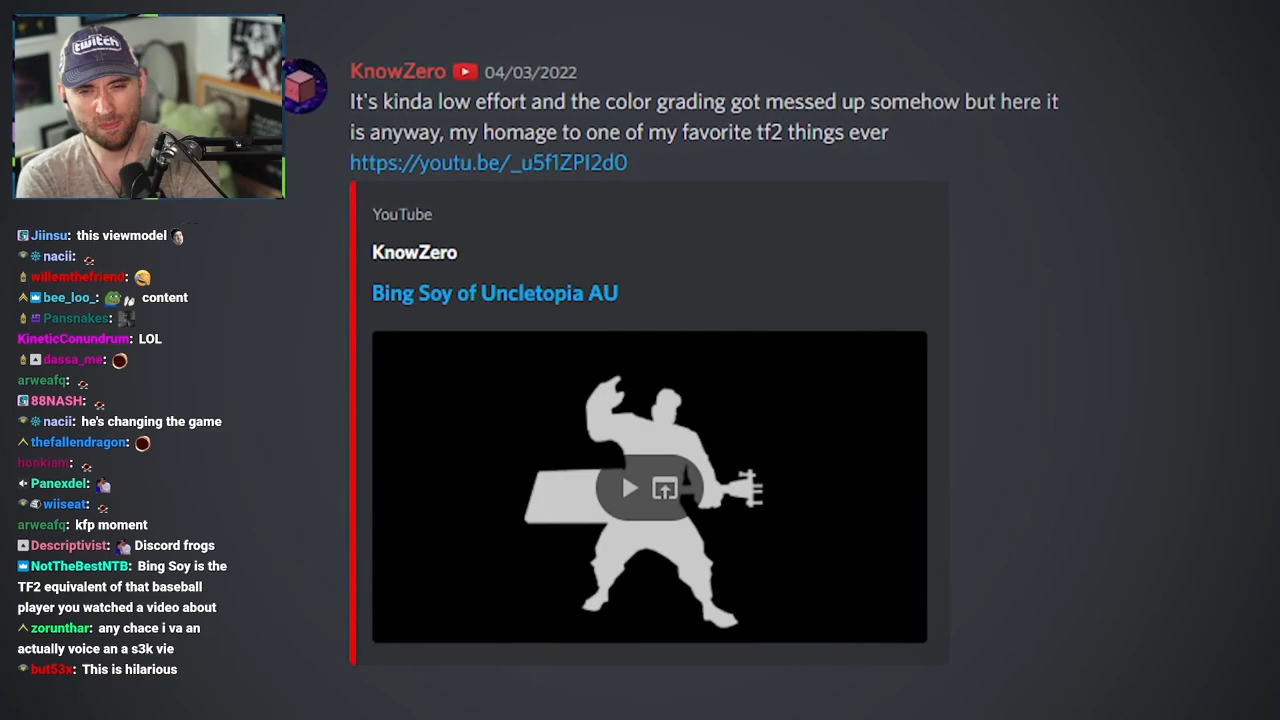 twitch
KnowZero 04/03/2022
It's kinda low effort and the color grading got messed up somehow but here it
is anyway, my homage to one of my favorite tf2 things ever
https://youtu.be/_u5f1ZPI2d0
YouTube
KnowZero
Bing Soy of Uncletopia AU
Jiinsu: this viewmodel
nacii:
willemthefriend:
bee_loo_: content
Pansnakes:
KineticConundrum: LOL
dassa_me:
arweafq:
88NASH:
nacii: he's changing the game
thefallendragon:
honkiam:
Panexdel:
wiiseat:
arweafq: kfp moment
Descriptivist: Discord frogs
NotTheBestNTB: Bing Soy is the
TF2 equivalent of that baseball
player you watched a video about
zorunthar: any chace i va an
actually voice an a s3k vie
but53x: This is hilarious